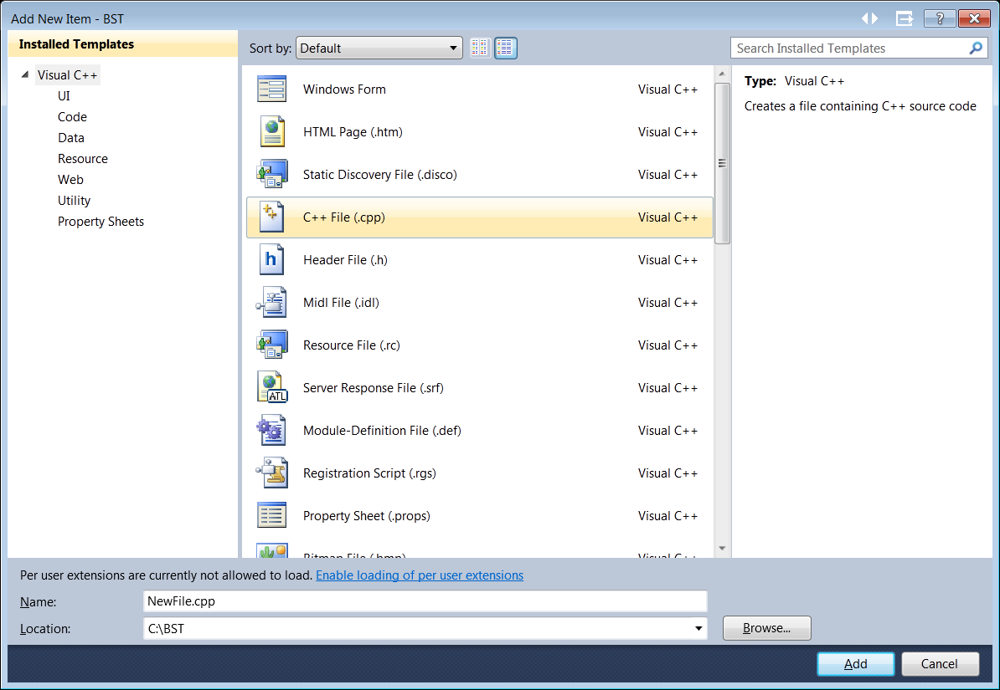 Add New Item - BST
Installed Templates
Sort by: Default
Search Installed Templates
Visual C++
UI
Code
Data
Resource
Web
Utility
Property Sheets
Windows Form Visual C++
HTML Page (.htm) Visual C++
Static Discovery File (.disco) Visual C++
C++ File (.cpp) Visual C++
Header File (.h) Visual C++
Midl File (.idl) Visual C++
Resource File (.rc) Visual C++
ATL
Server Response File (.srf) Visual C++
Module-Definition File (.def) Visual C++
Registration Script (.rgs) Visual C++
Property Sheet (.props) Visual C++
Bitmap File (.bmp) Visual C++
Type: Visual C++
Creates a file containing C++ source code
Per user extensions are currently not allowed to load. Enable loading of per user extensions
Name: NewFile.cpp
Location: C:\BST
Browse...
Add Cancel